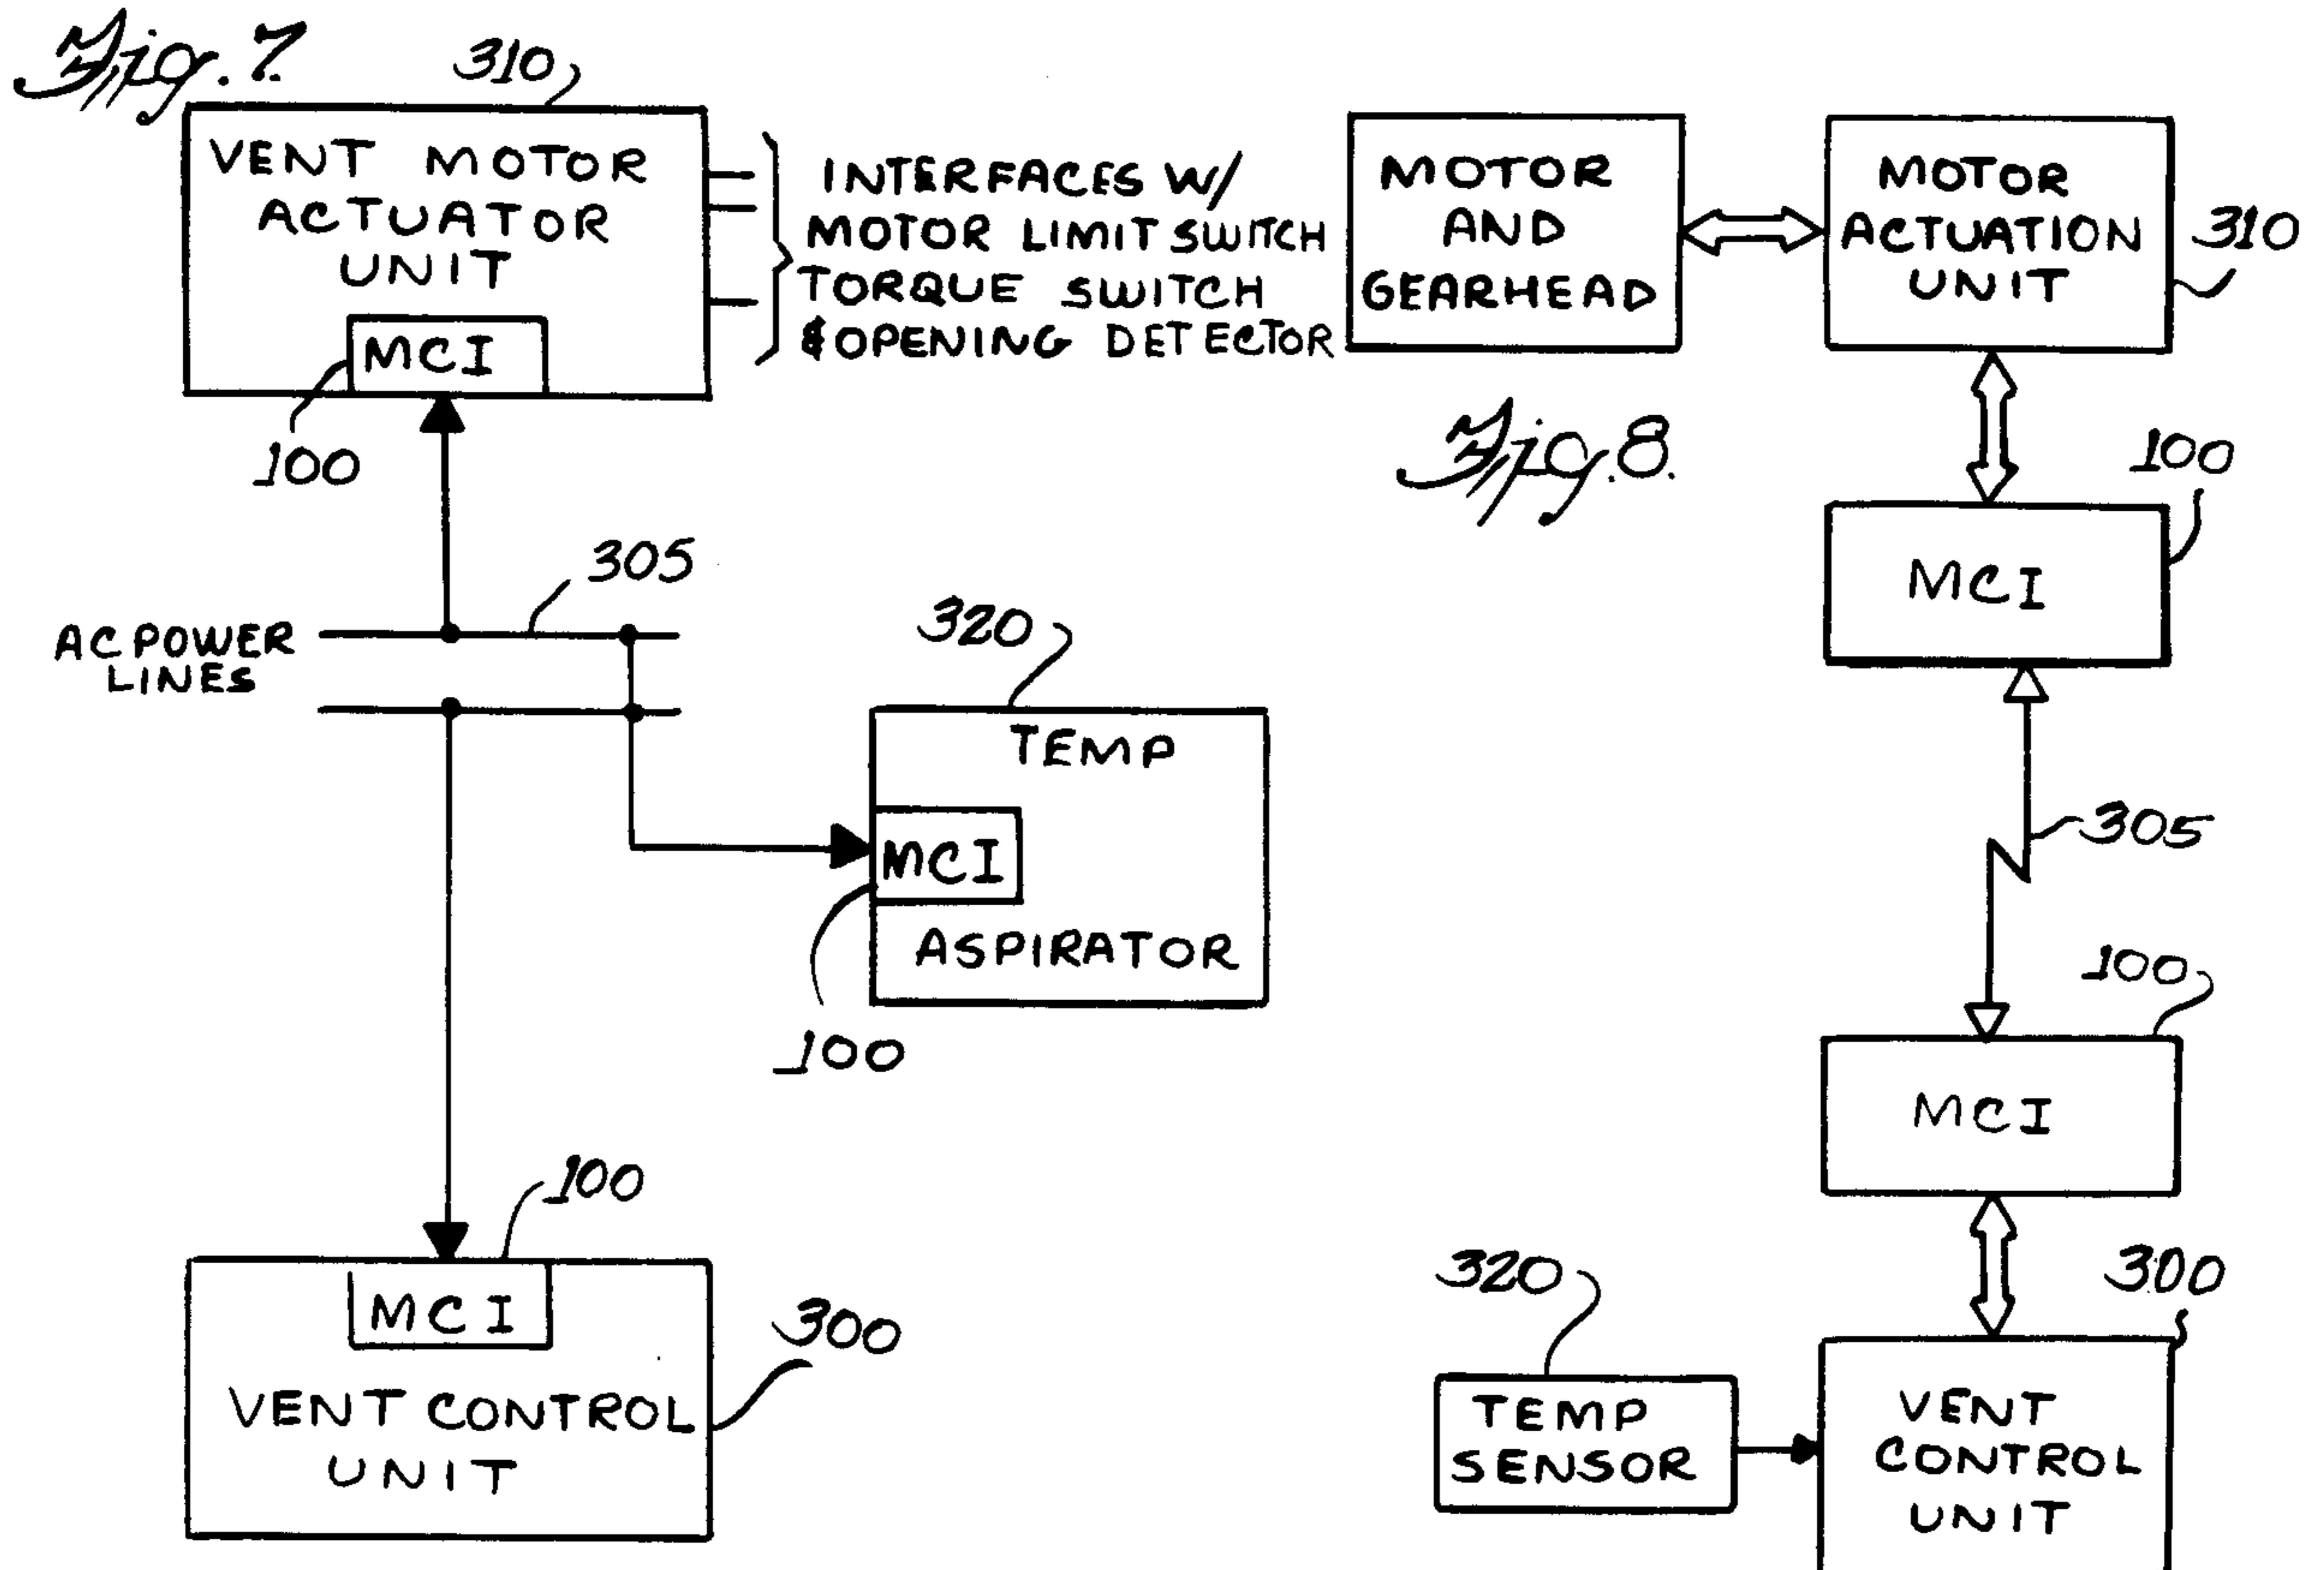 Fig. 7.
310
VENT MOTOR
ACTUATOR
UNIT
MCI
100
INTERFACES W/
MOTOR LIMIT SWITCH
TORQUE SWITCH
& OPENING DETECTOR
305
AC POWER
LINES
320
TEMP
MCI
ASPIRATOR
100
100
MCI
VENT CONTROL
UNIT
300
Fig. 8.
MOTOR
AND
GEARHEAD
MOTOR
ACTUATION
UNIT
310
100
MCI
305
100
MCI
300
320
TEMP
SENSOR
VENT
CONTROL
UNIT